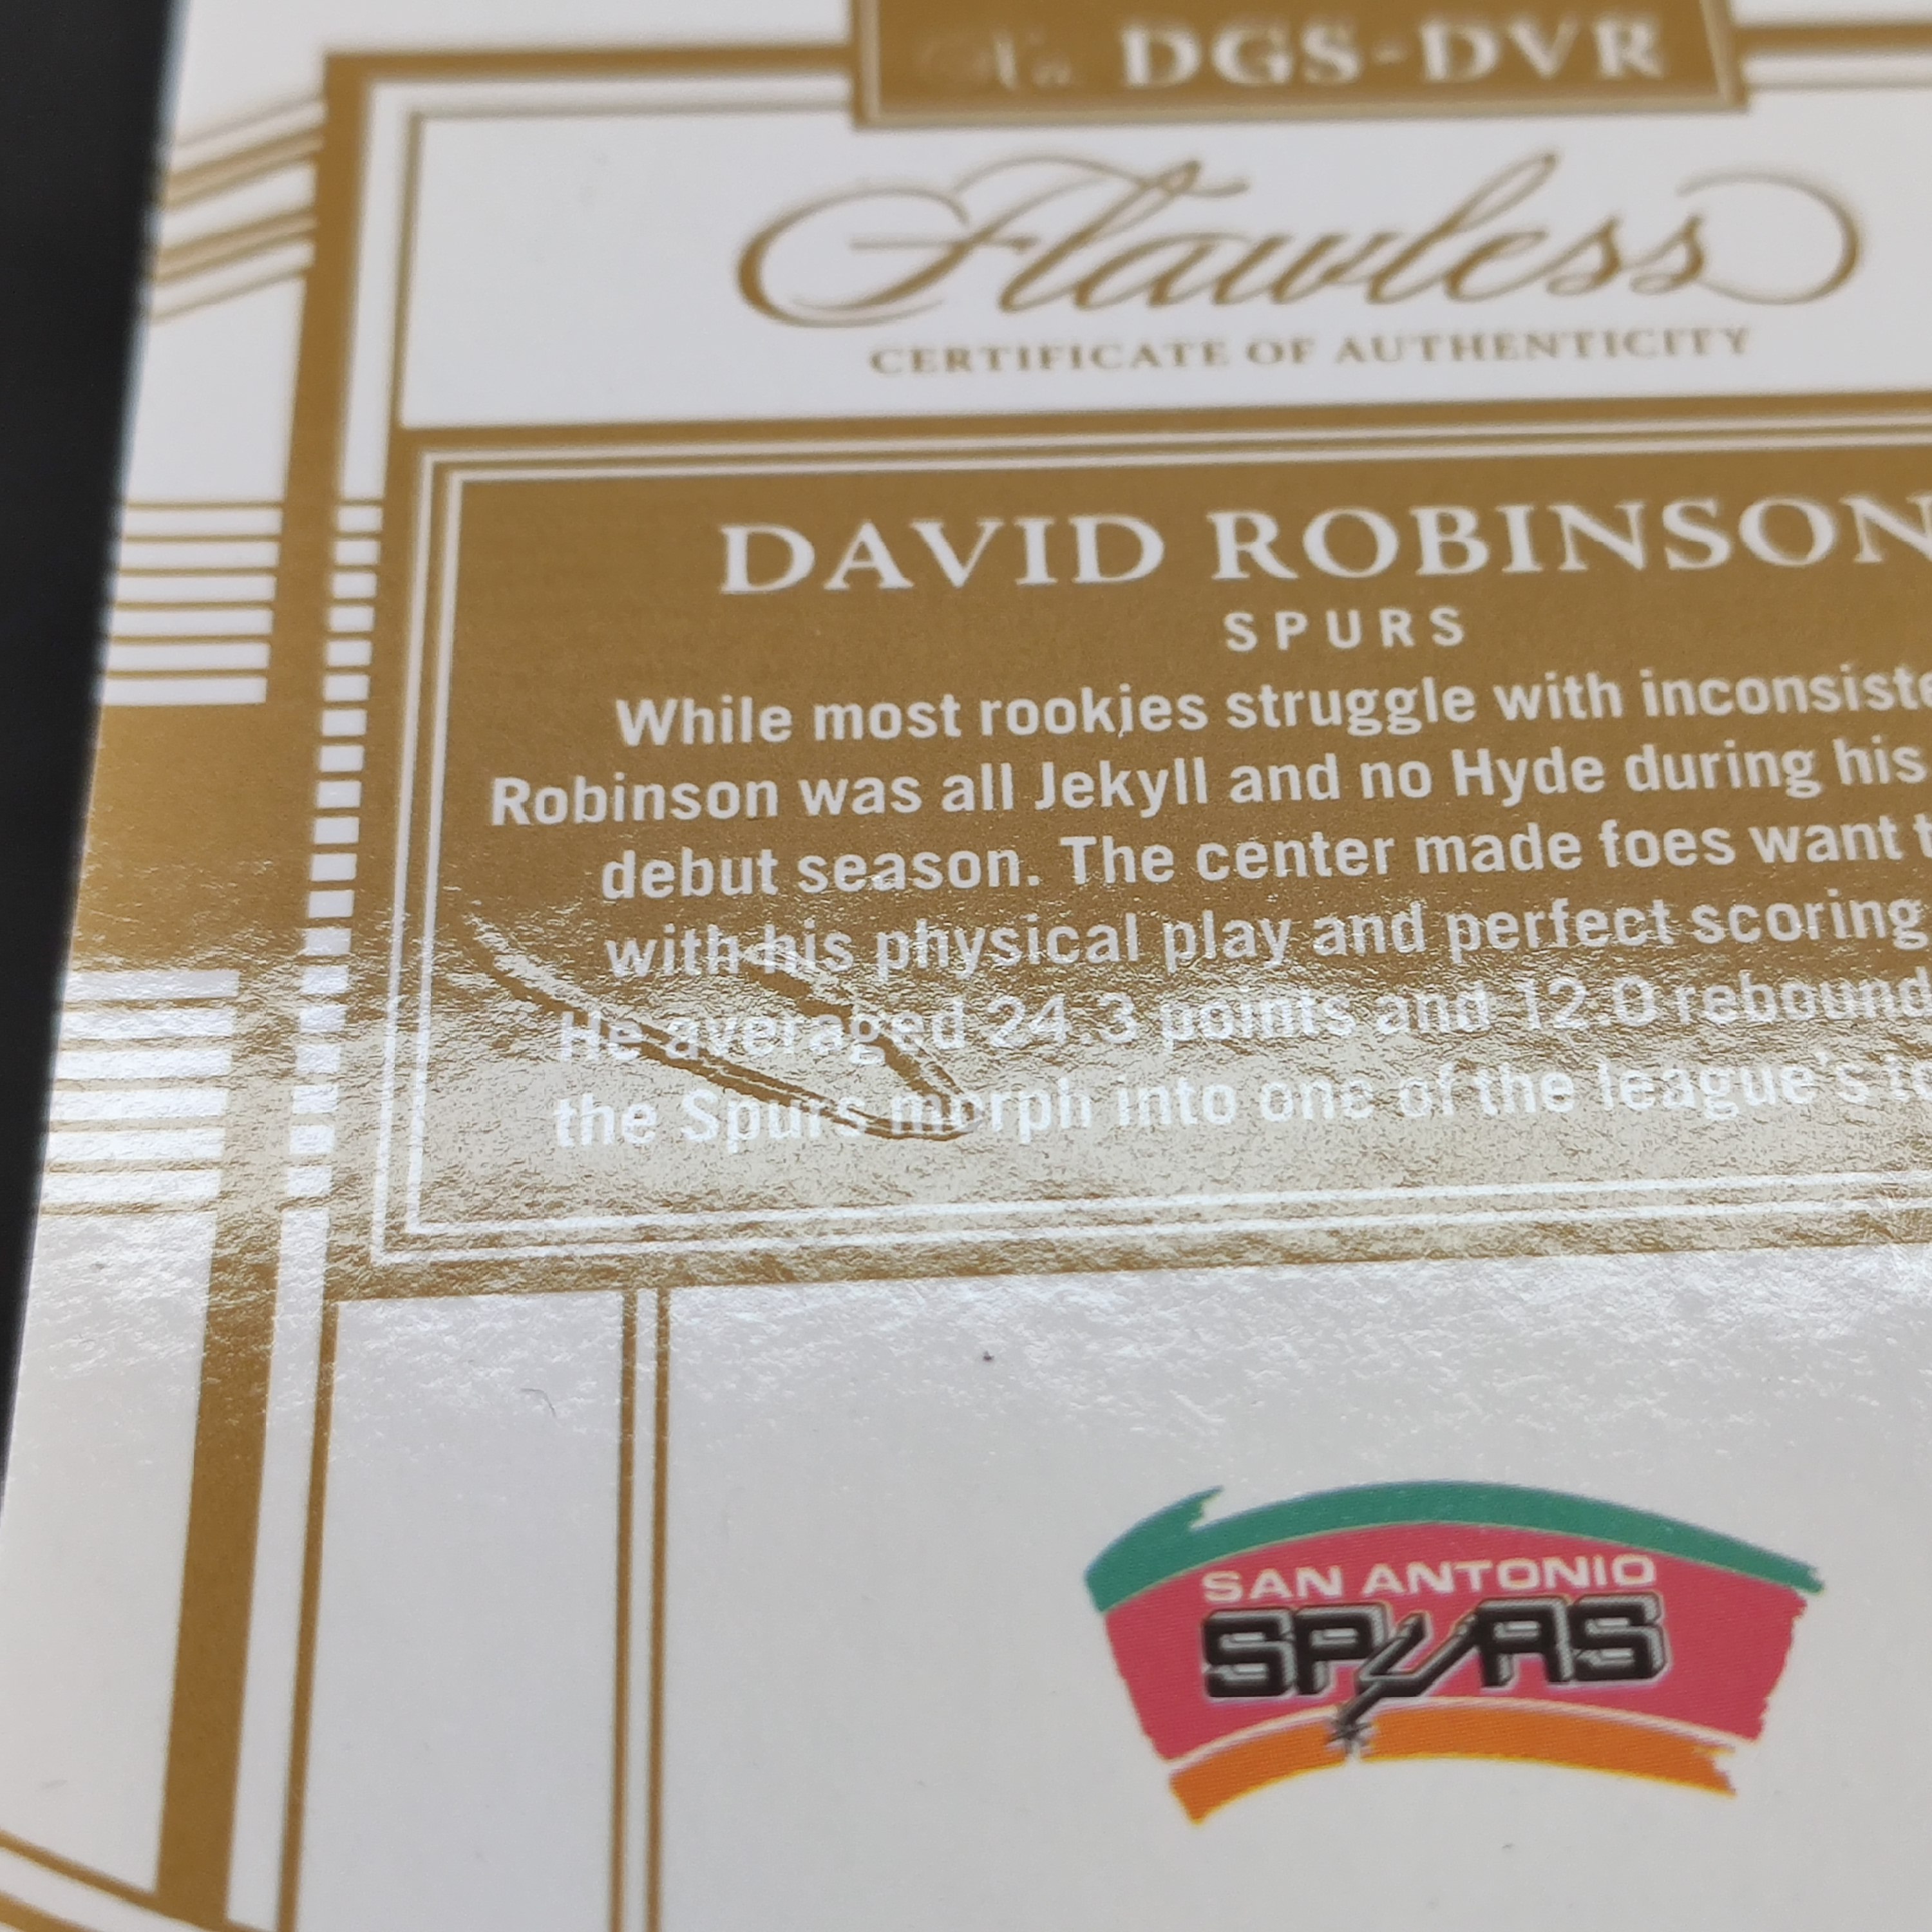 No. DGS-DVR
Flawless
CERTIFICATE OF AUTHENTICITY
DAVID ROBINSON
SPURS
While most rookies struggle with
Robinson was all Jekyll and no Hyde during his
debut season. The center made foes want
with his physical play and perfect scoring
He averaged 24.3 points and 12.0
the Spurs morph into one of the league's
SAN ANTONIO
SPURS